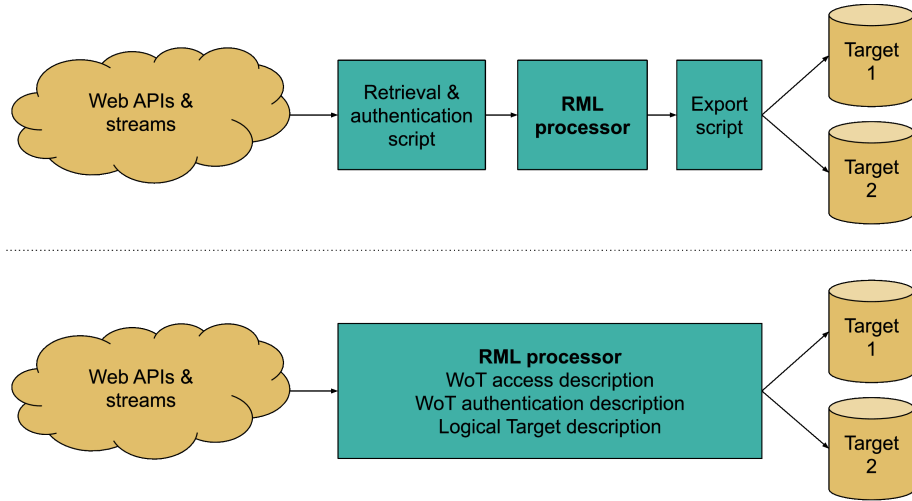 Web APIs &
streams
Retrieval &
authentication
script
RML
processor
Export
script
Target
1
Target
2
Web APIs &
streams
RML processor
WoT access description
WoT authentication description
Logical Target description
Target
1
Target
2